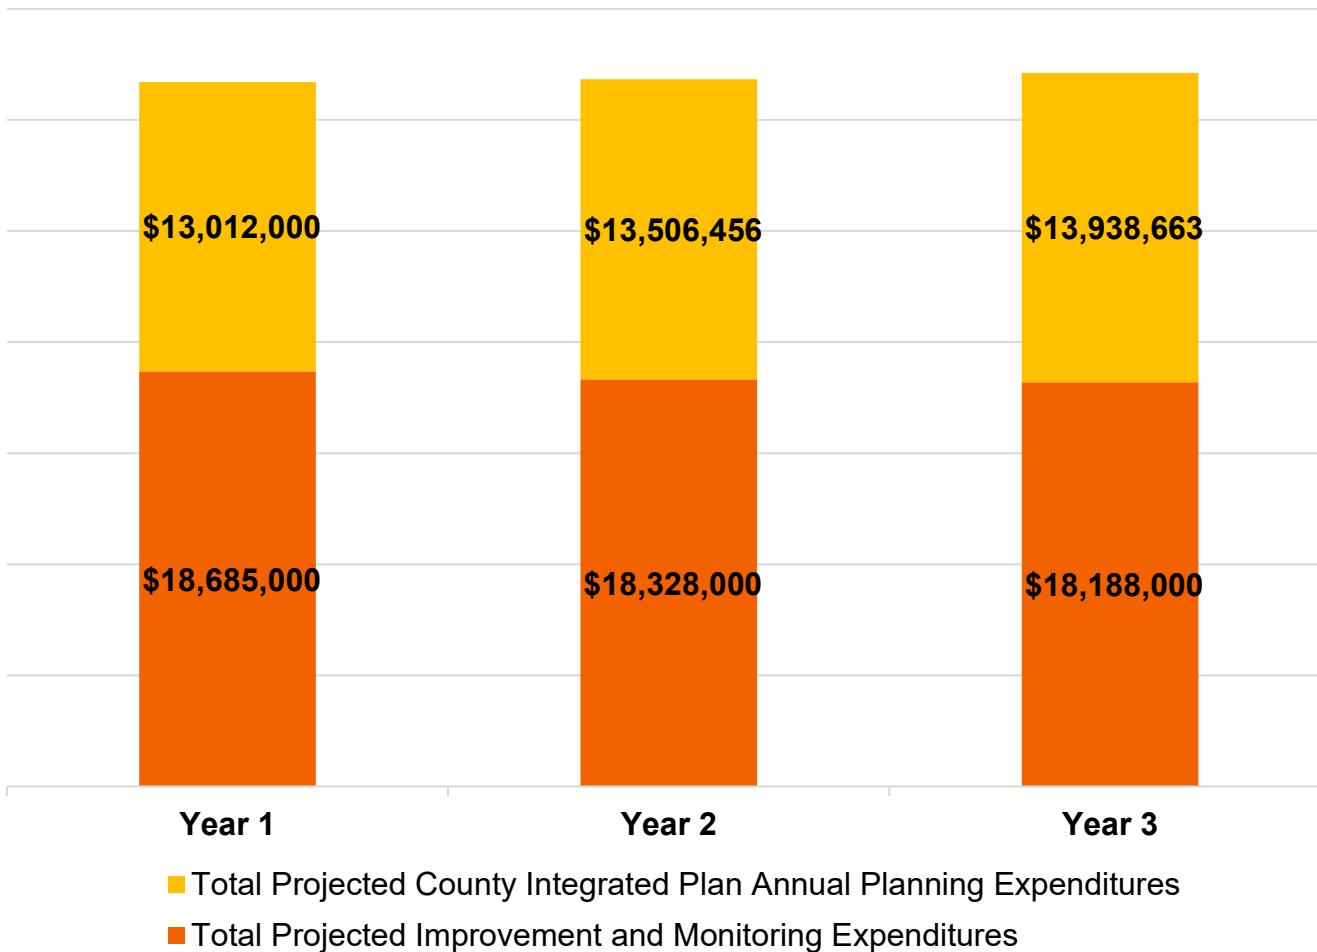 $13,012,000
$13,506,456
$13,938,663
$18,685,000
$18,328,000
$18,188,000
Year 1
Year 2
Year 3
Total Projected County Integrated Plan Annual Planning Expenditures
Total Projected Improvement and Monitoring Expenditures